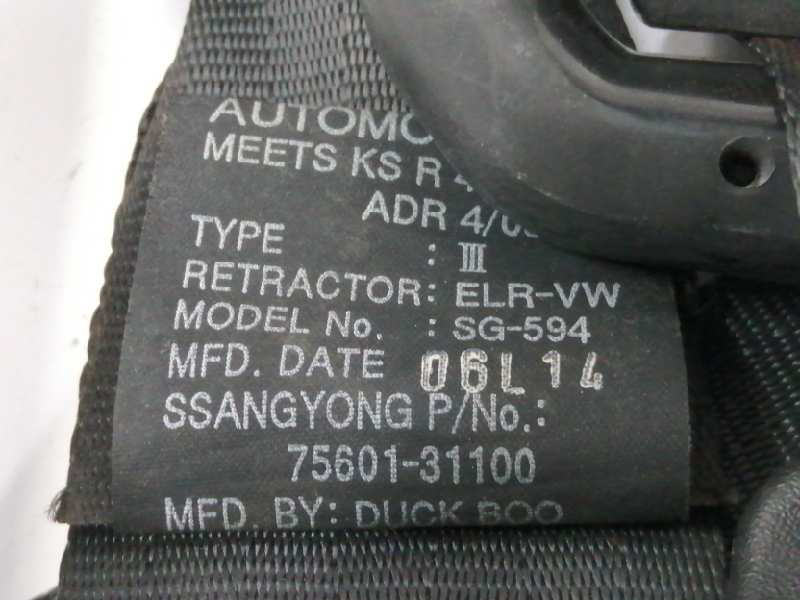 MEETS KS R 4
ADR
TYPE : III
RETRACTOR: ELR-VW
MODEL No. : SG-594
MFD. DATE 06L14
SSANGYONG P/No.:
75601-31100
MFD. BY: DUCK BOO